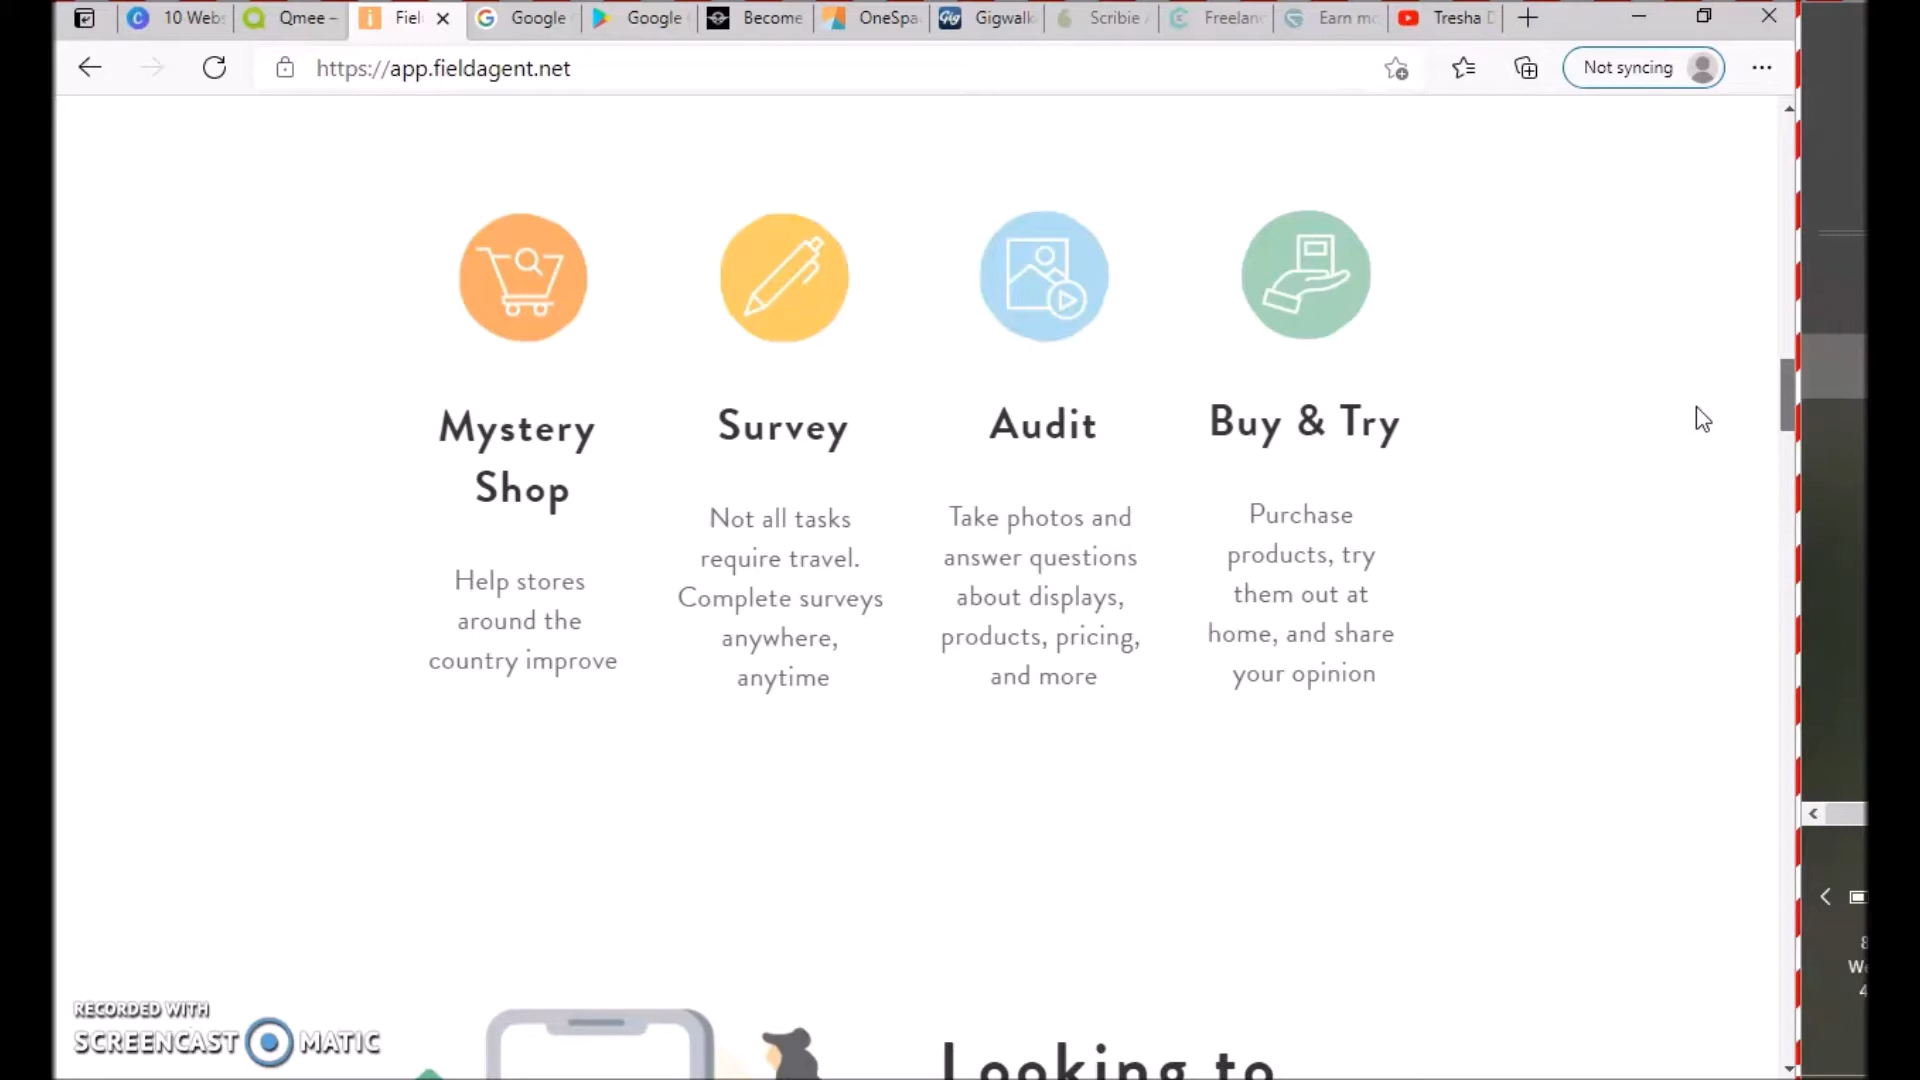 10 Webs
Qmee –
Fiel
Google
Google
Become
OneSpa
Gigwalk
Scribie
Freelan
Earn mo
Tresha
https://app.fieldagent.net
Not syncing
Mystery
Shop
Help stores
around the
country improve
Survey
Not all tasks
require travel.
Complete surveys
anywhere,
anytime
Audit
Take photos and
answer questions
about displays,
products, pricing,
and more
Buy & Try
Purchase
products, try
them out at
home, and share
your opinion
Looking to
RECORDED WITH
SCREENCAST MATIC